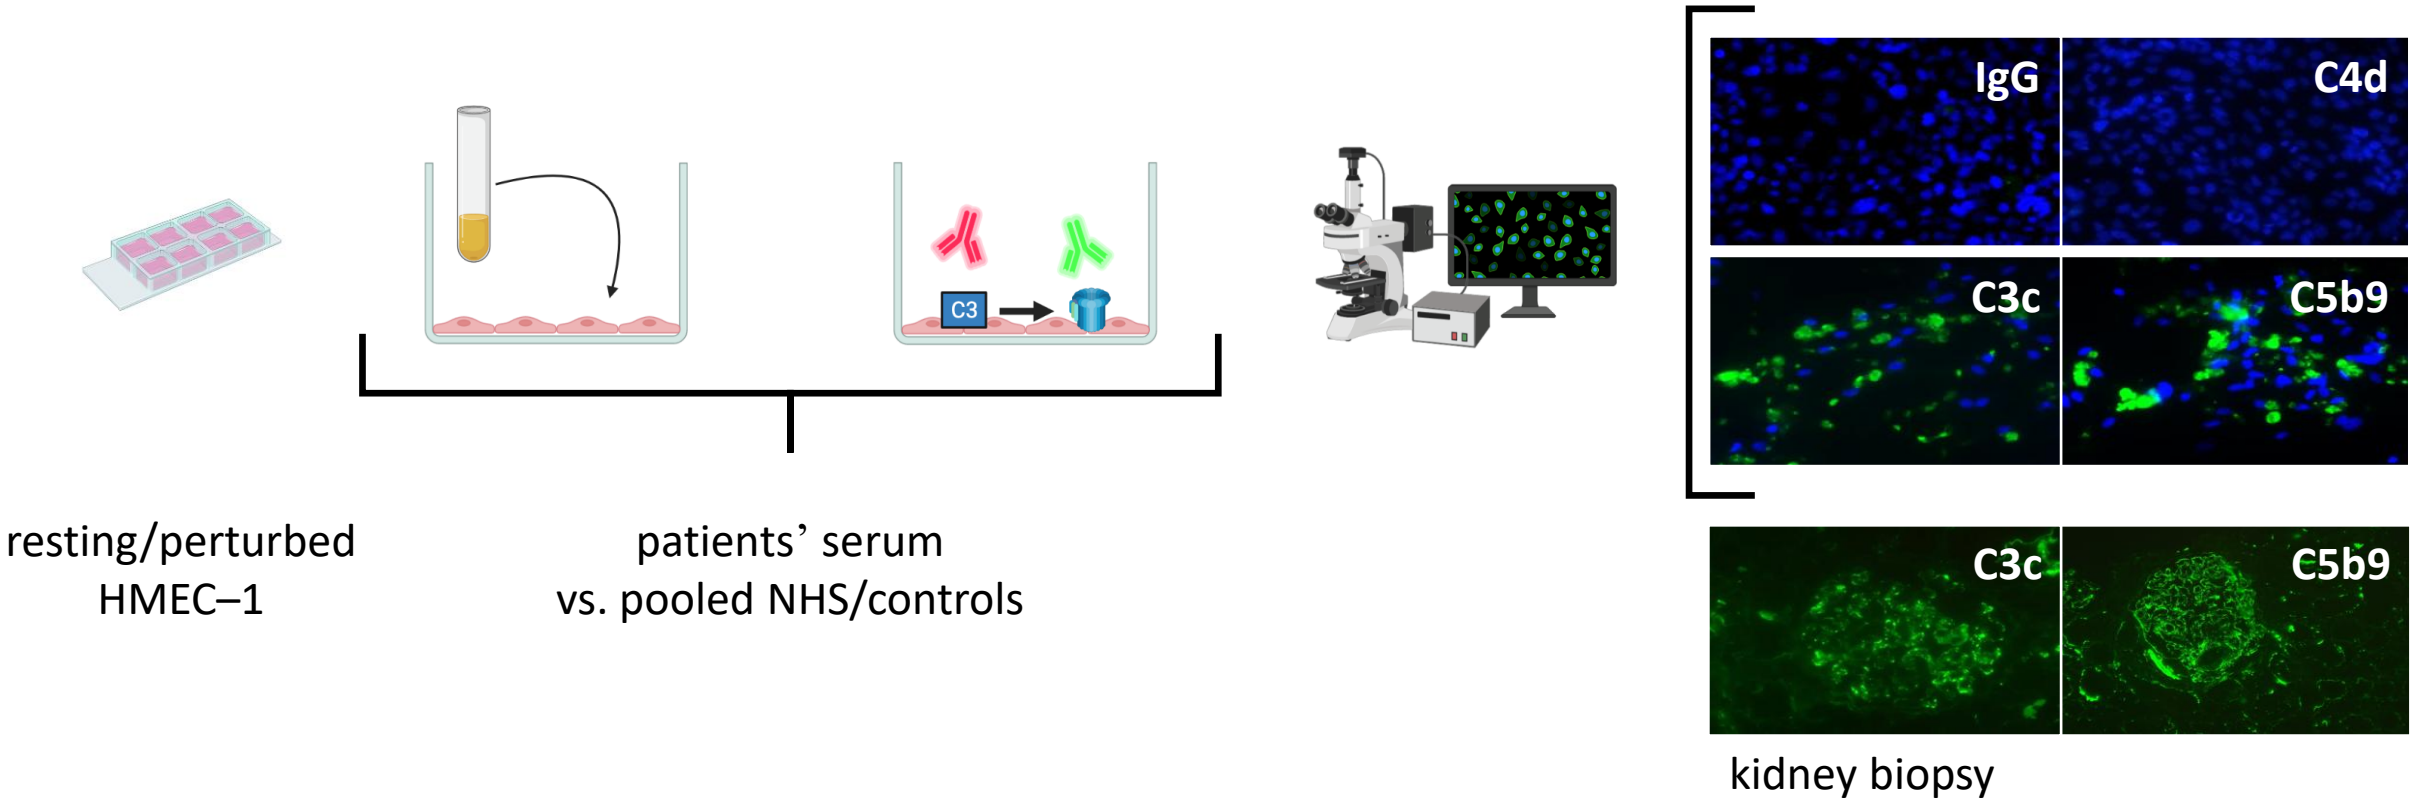 IgG
C4d
C3c
C5b9
C3
resting/perturbed
HMEC–1
patients’ serum
vs. pooled NHS/controls
C3c
C5b9
kidney biopsy